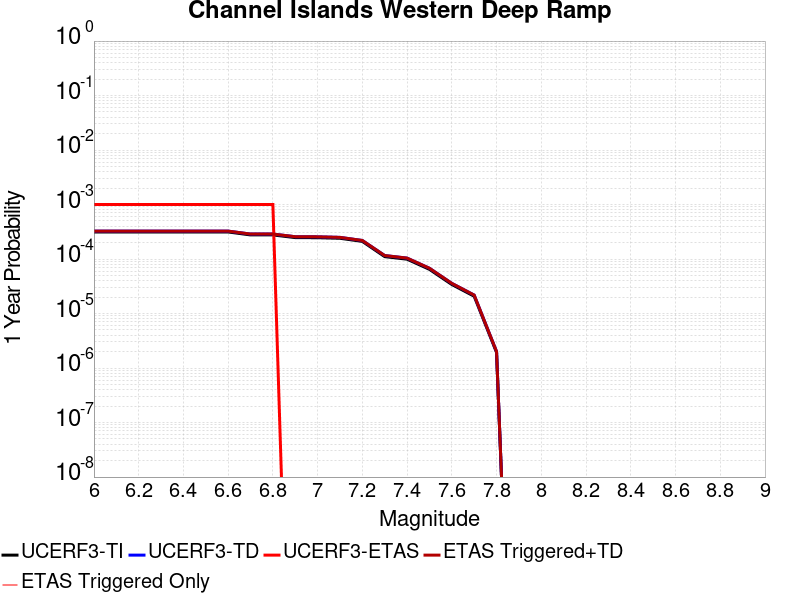 Channel Islands Western Deep Ramp
10^0
10^-1
10^-2
10^-3
10^-4
10^-5
10^-6
10^-7
10^-8
1 Year Probability
6 6.2 6.4 6.6 6.8 7 7.2 7.4 7.6 7.8 8 8.2 8.4 8.6 8.8 9
Magnitude
UCERF3-TI UCERF3-TD UCERF3-ETAS ETAS Triggered+TD
ETAS Triggered Only